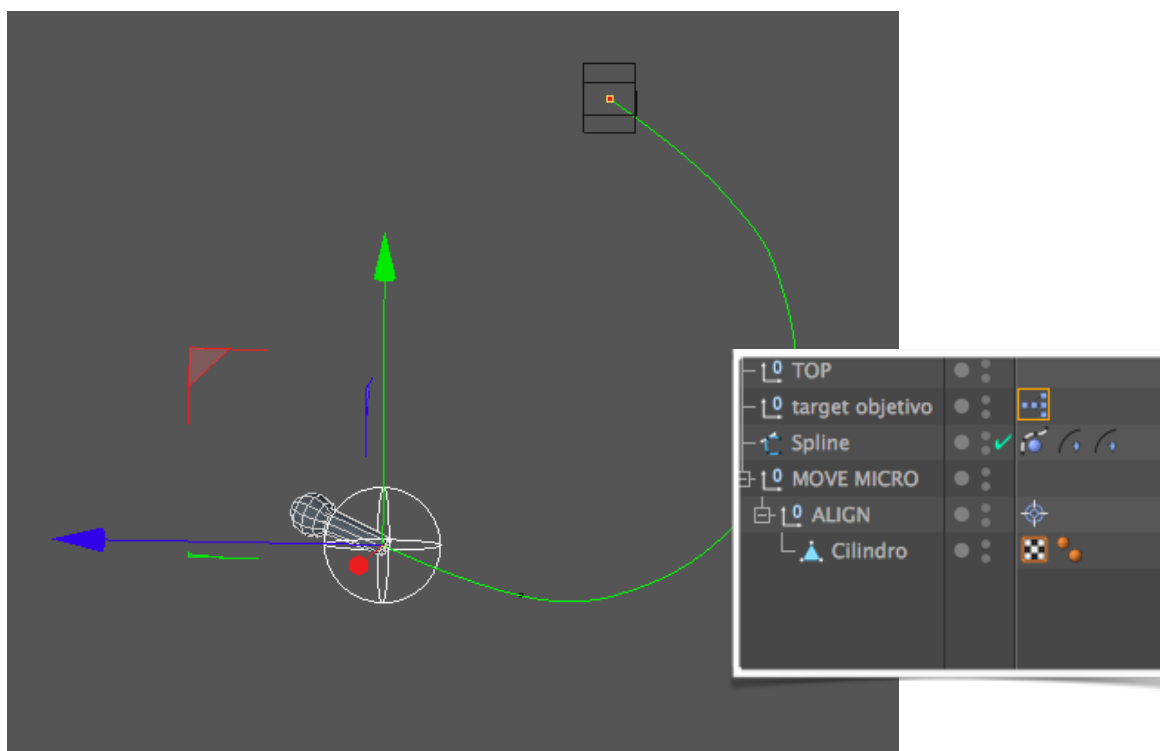 TOP
target objetivo
Spline
MOVE MICRO
ALIGN
Cilindro